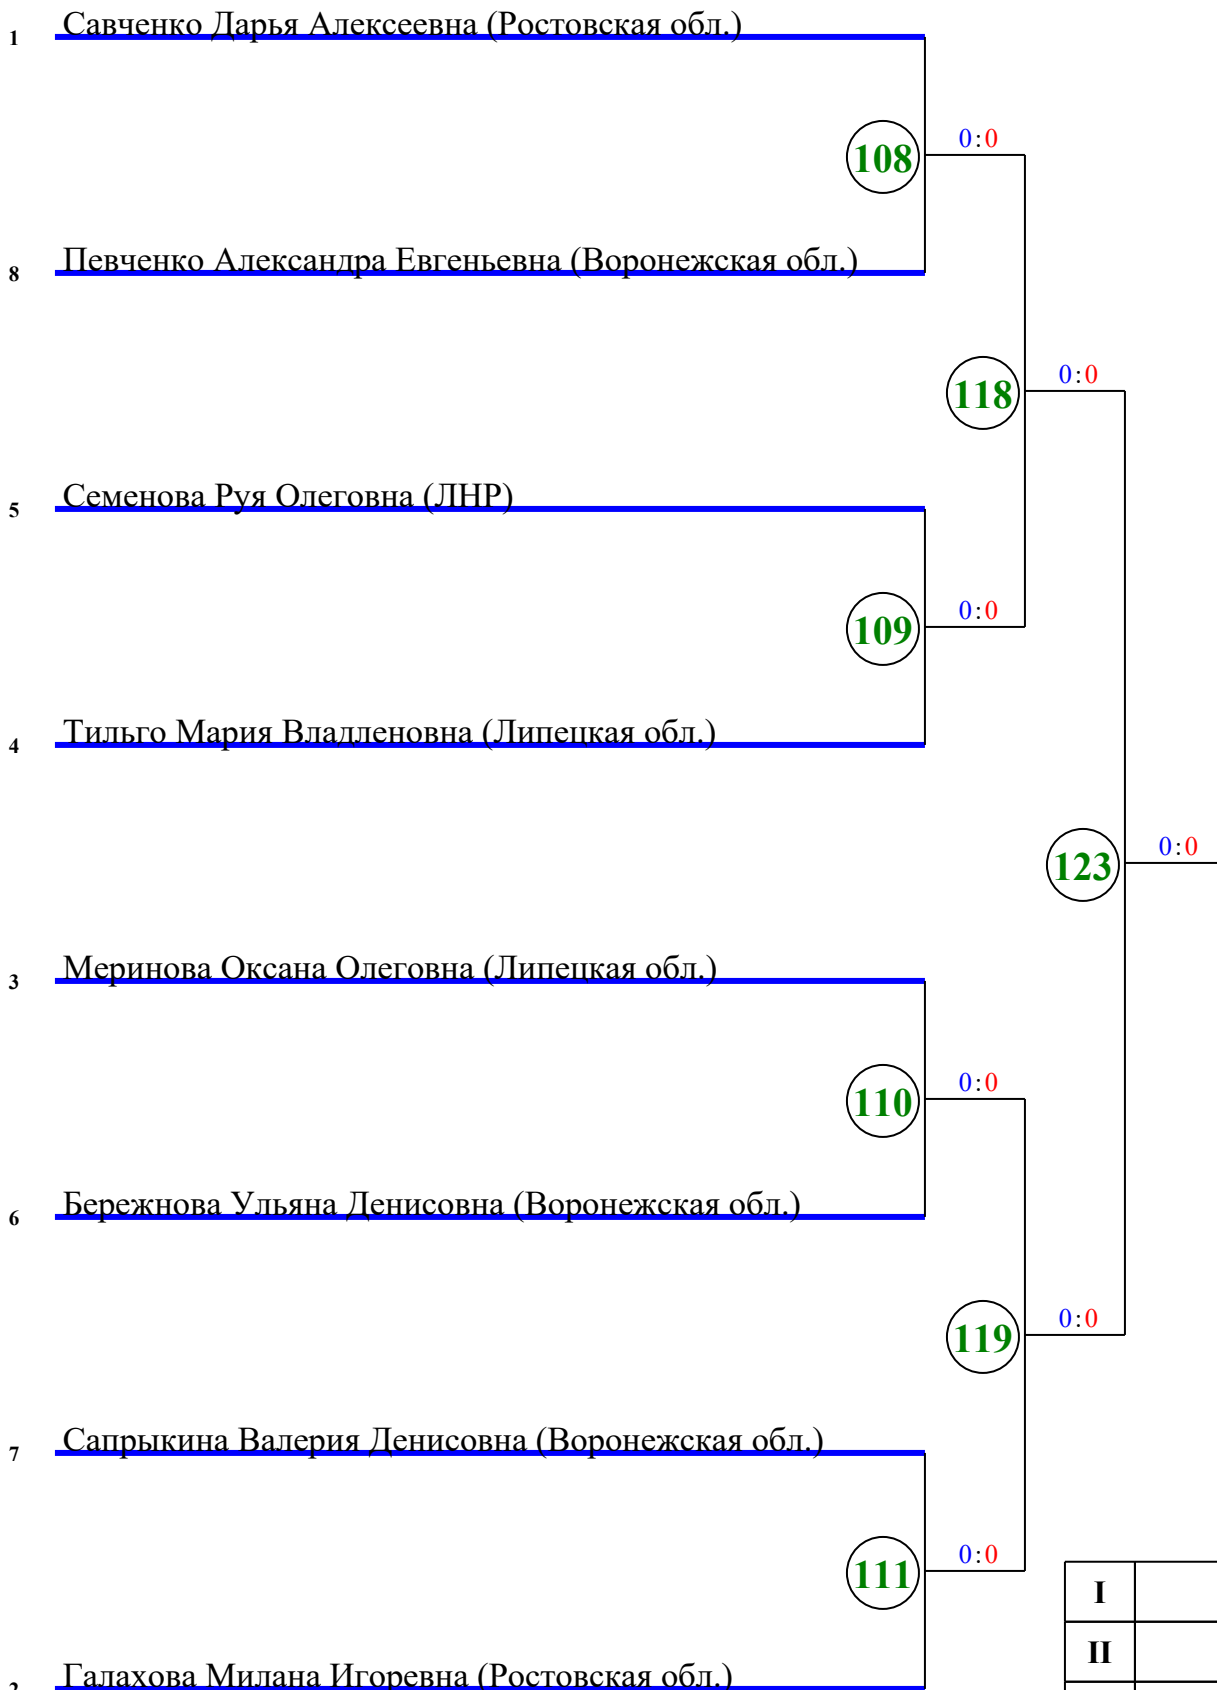 1 Савченко Дарья Алексеевна (Ростовская обл.)
108 0:0
8 Певченко Александра Евгеньевна (Воронежская обл.)
118 0:0
5 Семенова Руя Олеговна (ЛНР)
109 0:0
4 Тильго Мария Владленовна (Липецкая обл.)
123 0:0
3 Меринова Оксана Олеговна (Липецкая обл.)
110 0:0
6 Бережнова Ульяна Денисовна (Воронежская обл.)
119 0:0
7 Сапрыкина Валерия Денисовна (Воронежская обл.)
111 0:0
I
II
2 Галахова Милана Игоревна (Ростовская обл.)